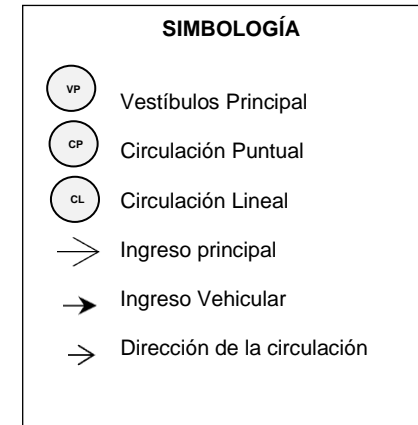 SIMBOLOGÍA
VP Vestíbulos Principal
CP Circulación Puntual
CL Circulación Lineal
Ingreso principal
Ingreso Vehicular
Dirección de la circulación